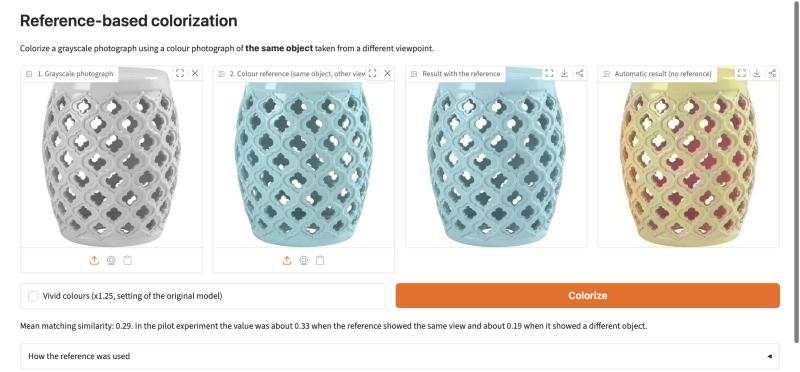 Reference-based colorization
Colorize a grayscale photograph using a colour photograph of the same object taken from a different viewpoint.
1. Grayscale photograph
2. Colour reference (same object, other view
Result with the reference
Automatic result (no reference)
Vivid colours (x1.25, setting of the original model)
Colorize
Mean matching similarity: 0.29. In the pilot experiment the value was about 0.33 when the reference showed the same view and about 0.19 when it showed a different object.
How the reference was used